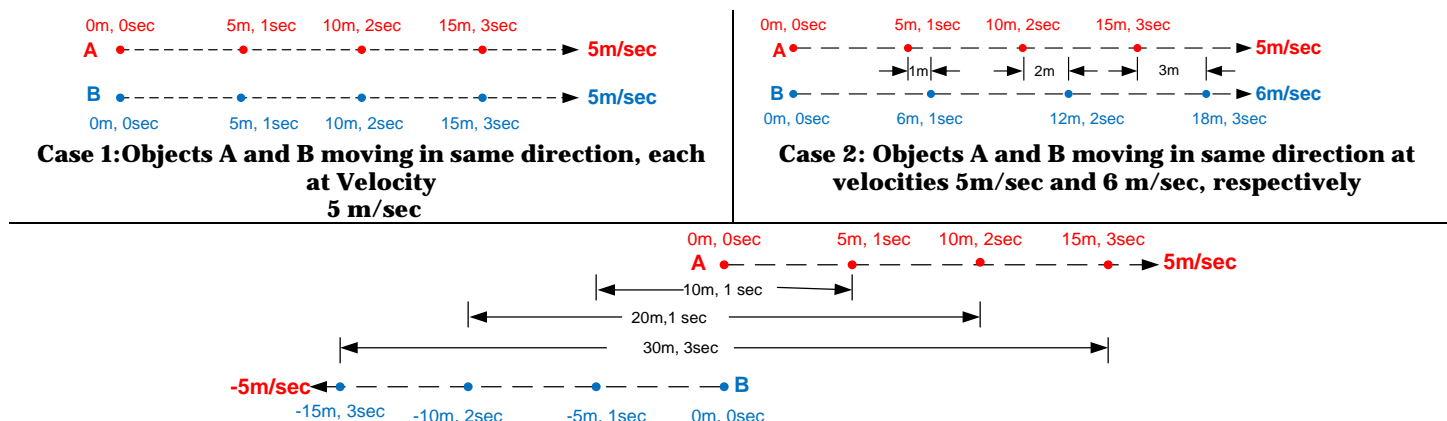 0m, 0sec 5m, 1sec 10m, 2sec 15m, 3sec
A 5m/sec
B 5m/sec
0m, 0sec 5m, 1sec 10m, 2sec 15m, 3sec
Case 1:Objects A and B moving in same direction, each
at Velocity
5 m/sec
0m, 0sec 5m, 1sec 10m, 2sec 15m, 3sec
A 5m/sec
1m 2m 3m
B 6m/sec
0m, 0sec 6m, 1sec 12m, 2sec 18m, 3sec
Case 2: Objects A and B moving in same direction at
velocities 5m/sec and 6 m/sec, respectively
0m, 0sec 5m, 1sec 10m, 2sec 15m, 3sec
A 5m/sec
10m, 1 sec
20m,1 sec
30m, 3sec
-5m/sec B
-15m, 3sec -10m, 2sec -5m, 1sec 0m, 0sec